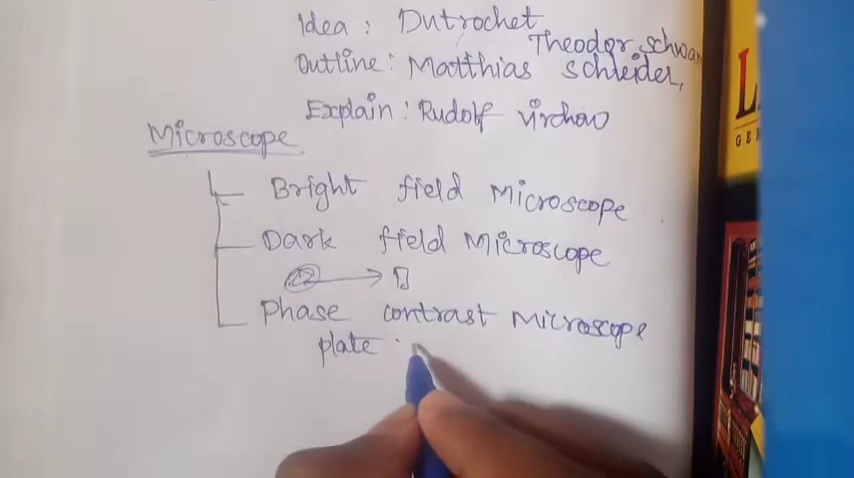 Idea : Dutrochet
Theodor Schwan
Outline : Matthias Schleider,
Explain : Rudolf virchow
Microscope
Bright field Microscope
Dark field Microscope
Phase contrast Microscope
plate